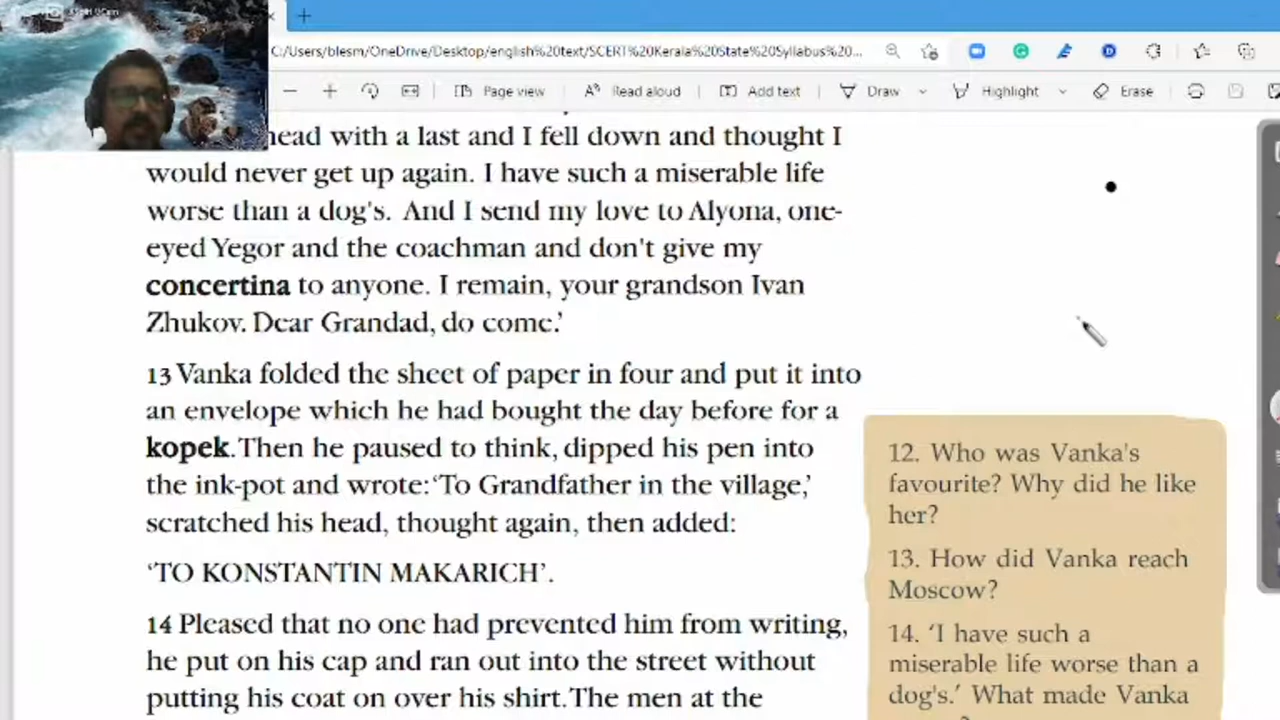 C:/Users/blesm/OneDrive/Desktop/english%20text/SCERT%20Kerala%20State%20Syllabus%20...
Page view
Read aloud
Add text
Draw
Highlight
Erase
head with a last and I fell down and thought I
would never get up again. I have such a miserable life
worse than a dog's. And I send my love to Alyona, one-
eyed Yegor and the coachman and don't give my
concertina to anyone. I remain, your grandson Ivan
Zhukov. Dear Grandad, do come.'
13 Vanka folded the sheet of paper in four and put it into
an envelope which he had bought the day before for a
kopek. Then he paused to think, dipped his pen into
the ink-pot and wrote: 'To Grandfather in the village,'
scratched his head, thought again, then added:
'TO KONSTANTIN MAKARICH'.
14 Pleased that no one had prevented him from writing,
he put on his cap and ran out into the street without
putting his coat on over his shirt. The men at the
12. Who was Vanka's
favourite? Why did he like
her?
13. How did Vanka reach
Moscow?
14. 'I have such a
miserable life worse than a
dog's.' What made Vanka